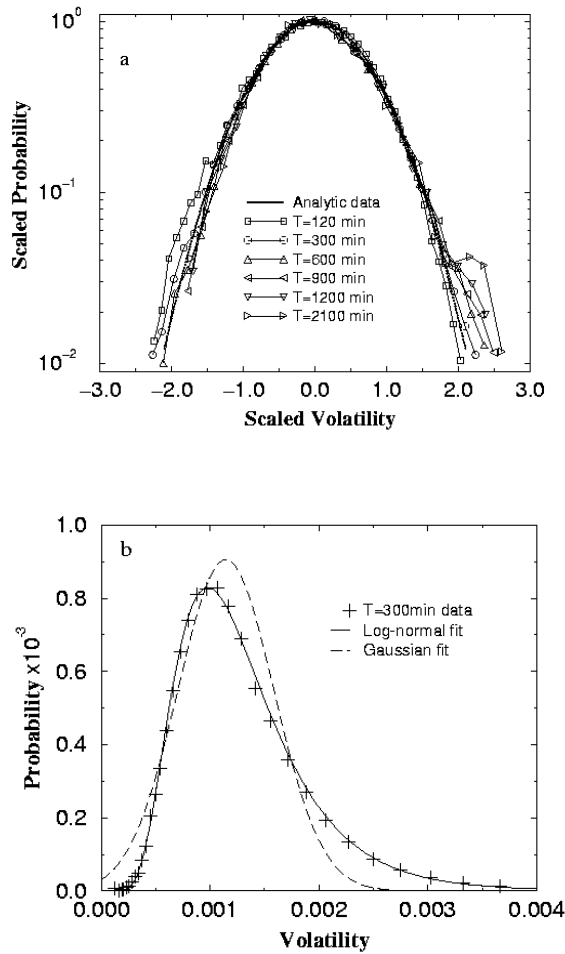 a
10⁰
10⁻¹
10⁻²
Scaled Probability
Analytic data
T=120 min
T=300 min
T=600 min
T=900 min
T=1200 min
T=2100 min
−3.0 −2.0 −1.0 0.0 1.0 2.0 3.0
Scaled Volatility
b
1.0
0.8
0.6
0.4
0.2
0.0
Probability x10⁻³
T=300min data
Log-normal fit
Gaussian fit
0.000 0.001 0.002 0.003 0.004
Volatility